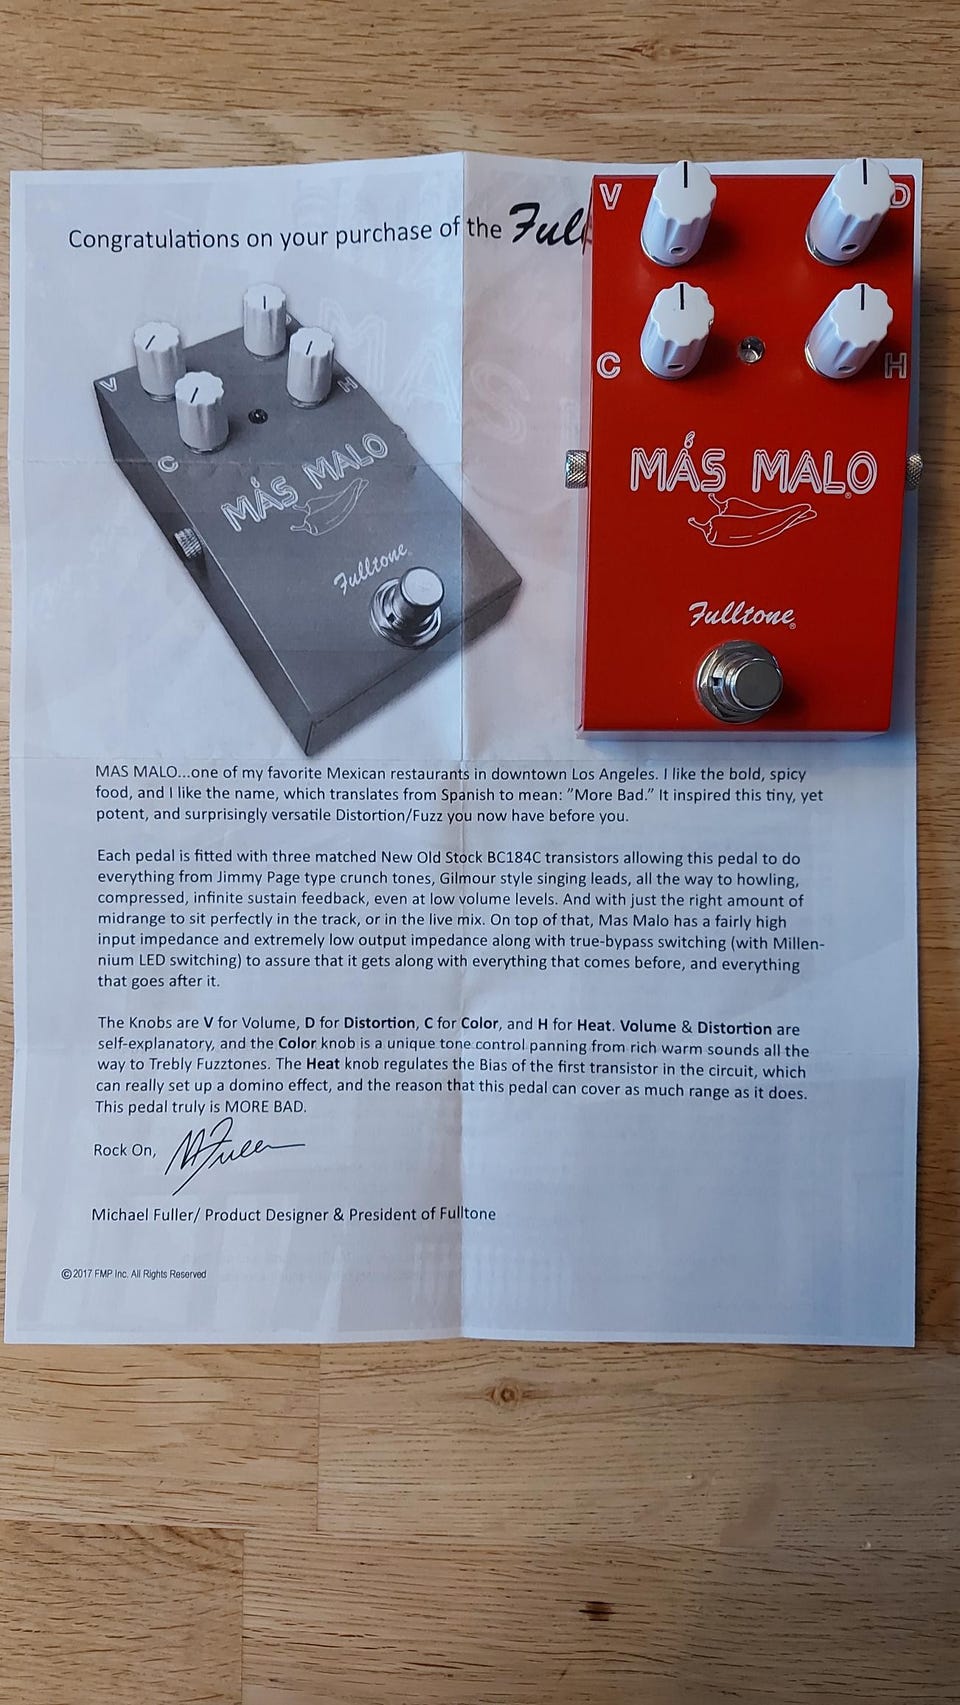 Congratulations on your purchase of the Full
V
D
C
H
MÁS MALO®
Fulltone®
V
C
H
MÁS MALO
Fulltone
MAS MALO...one of my favorite Mexican restaurants in downtown Los Angeles. I like the bold, spicy
food, and I like the name, which translates from Spanish to mean: "More Bad." It inspired this tiny, yet
potent, and surprisingly versatile Distortion/Fuzz you now have before you.
Each pedal is fitted with three matched New Old Stock BC184C transistors allowing this pedal to do
everything from Jimmy Page type crunch tones, Gilmour style singing leads, all the way to howling,
compressed, infinite sustain feedback, even at low volume levels. And with just the right amount of
midrange to sit perfectly in the track, or in the live mix. On top of that, Mas Malo has a fairly high
input impedance and extremely low output impedance along with true-bypass switching (with Millen-
nium LED switching) to assure that it gets along with everything that comes before, and everything
that goes after it.
The Knobs are V for Volume, D for Distortion, C for Color, and H for Heat. Volume & Distortion are
self-explanatory, and the Color knob is a unique tone control panning from rich warm sounds all the
way to Trebly Fuzztones. The Heat knob regulates the Bias of the first transistor in the circuit, which
can really set up a domino effect, and the reason that this pedal can cover as much range as it does.
This pedal truly is MORE BAD.
Rock On, M Fuller
Michael Fuller/ Product Designer & President of Fulltone
©2017 FMP Inc. All Rights Reserved